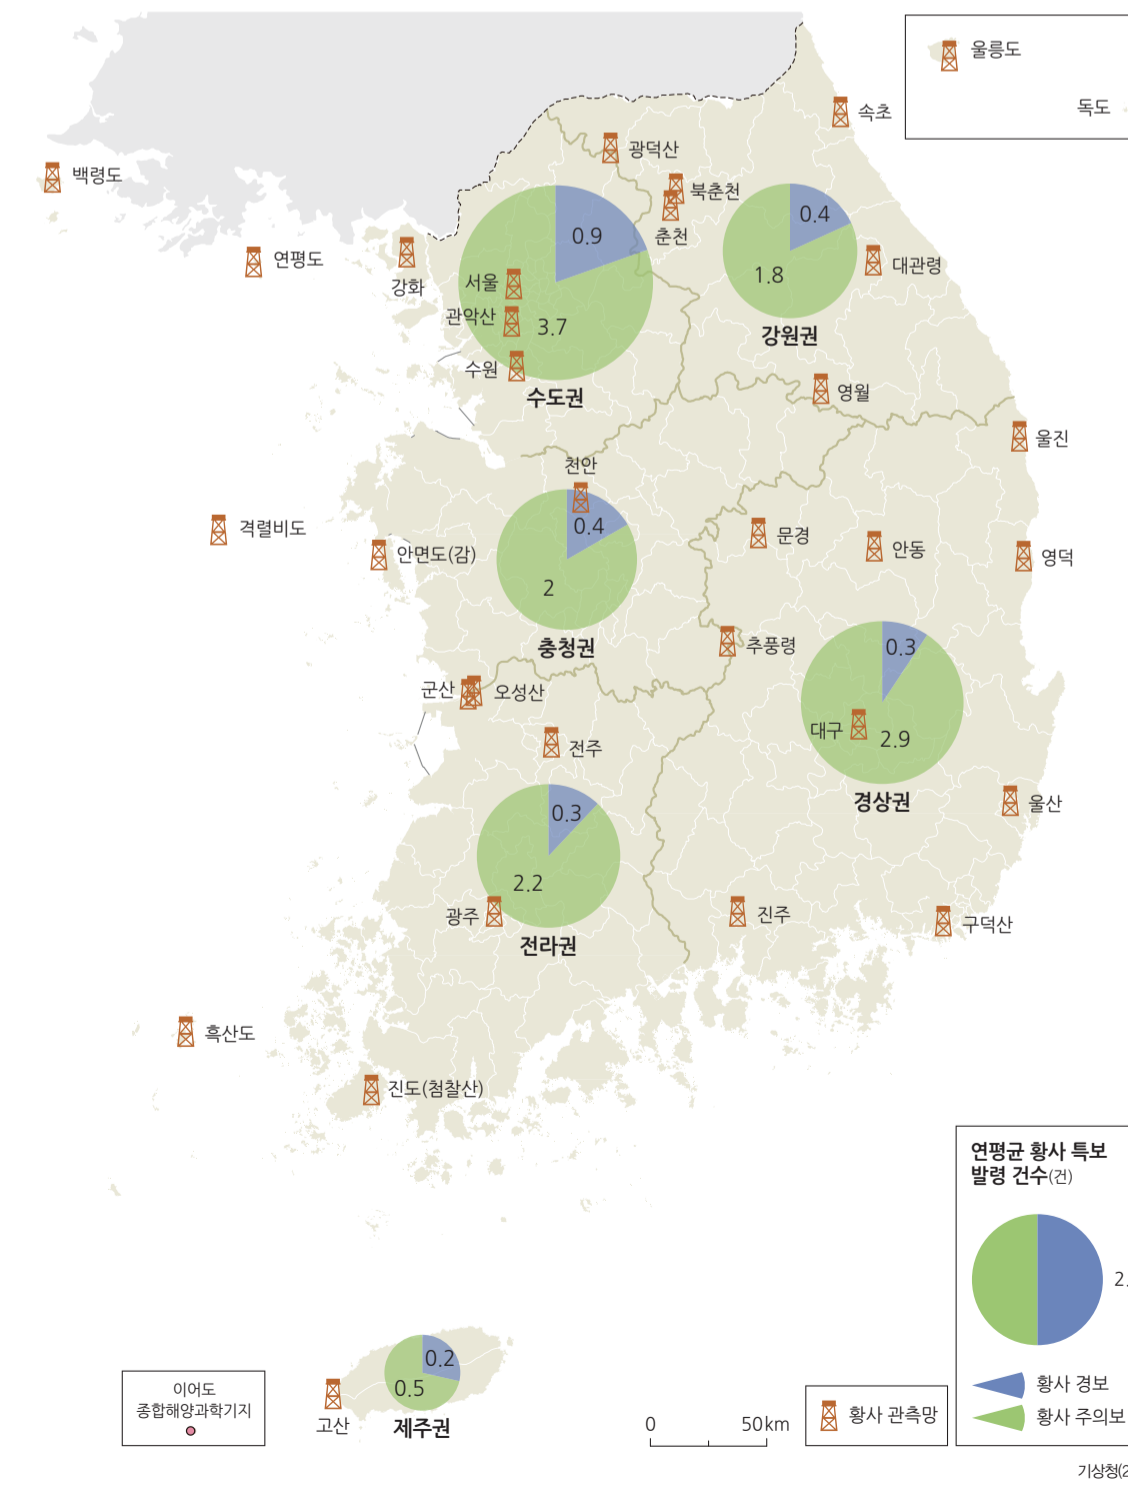 울릉도
독도
속초
광덕산
백령도
북춘천
춘천
0.4
0.9
연평도
강화
서울
대관령
1.8
관악산
3.7
강원권
수원
수도권
영월
울진
천안
격렬비도
0.4
안면도(감)
문경
안동
영덕
2
충청권
추풍령
0.3
군산
오성산
대구
2.9
전주
경상권
울산
0.3
2.2
광주
진주
구덕산
전라권
흑산도
진도(첨찰산)
연평균 황사 특보
발령 건수(건)
2.
0.2
0.5
고산
제주권
이어도
종합해양과학기지
0 50km
황사 관측망
황사 경보
황사 주의보
기상청(2